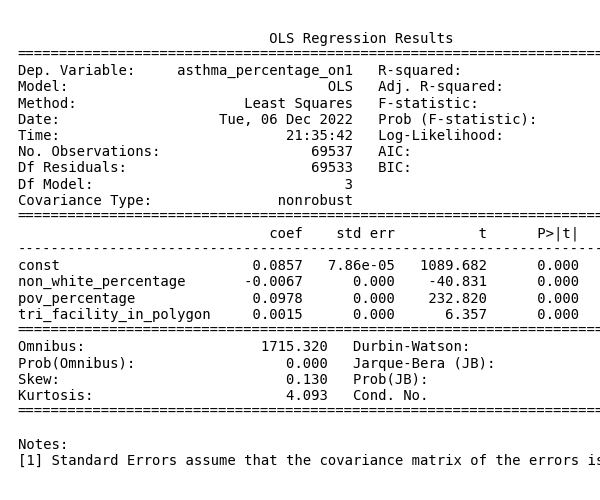 OLS Regression Results
==============================================================================
Dep. Variable:     asthma_percentage_on1   R-squared:
Model:                               OLS   Adj. R-squared:
Method:                    Least Squares   F-statistic:
Date:                   Tue, 06 Dec 2022   Prob (F-statistic):
Time:                           21:35:42   Log-Likelihood:
No. Observations:                  69537   AIC:
Df Residuals:                      69533   BIC:
Df Model:                              3
Covariance Type:               nonrobust
==============================================================================
coef    std err          t      P>|t|
------------------------------------------------------------------------------
const                       0.0857   7.86e-05   1089.682      0.000
non_white_percentage       -0.0067      0.000    -40.831      0.000
pov_percentage              0.0978      0.000    232.820      0.000
tri_facility_in_polygon     0.0015      0.000      6.357      0.000
==============================================================================
Omnibus:                     1715.320   Durbin-Watson:
Prob(Omnibus):                  0.000   Jarque-Bera (JB):
Skew:                           0.130   Prob(JB):
Kurtosis:                       4.093   Cond. No.
==============================================================================
Notes:
[1] Standard Errors assume that the covariance matrix of the errors is